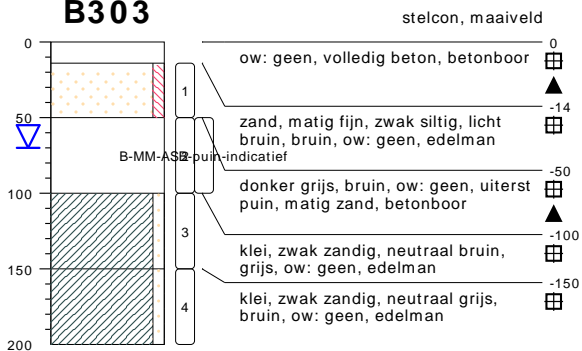 B303
stelcon, maaiveld
0
0
ow: geen, volledig beton, betonboor
1
-14
50
zand, matig fijn, zwak siltig, licht
bruin, bruin, ow: geen, edelman
B-MM-ASB-puin-indicatief
2
-50
donker grijs, bruin, ow: geen, uiterst
puin, matig zand, betonboor
100
-100
3
klei, zwak zandig, neutraal bruin,
grijs, ow: geen, edelman
150
-150
4
klei, zwak zandig, neutraal grijs,
bruin, ow: geen, edelman
200